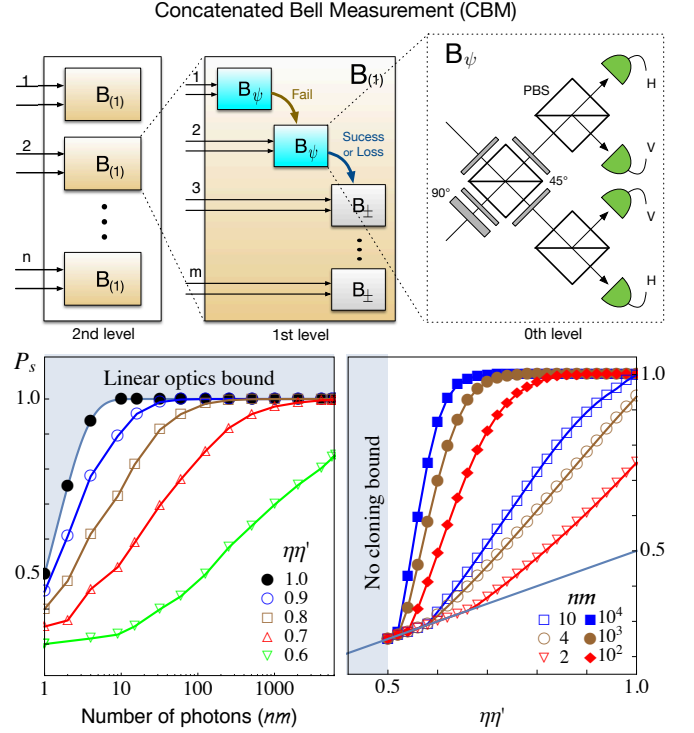 Concatenated Bell Measurement (CBM)
1
B(1)
2
B(1)
n
B(1)
2nd level
B(1)
1
Bψ
Fail
2
Bψ
Sucess
or Loss
3
B±
m
B±
1st level
Bψ
PBS
H
V
90°
45°
V
H
0th level
Ps
Linear optics bound
1.0
0.5
ηη'
1.0
0.9
0.8
0.7
0.6
1
10
100
1000
Number of photons (nm)
No cloning bound
1.0
0.5
nm
10
10⁴
4
10³
2
10²
0.5
1.0
ηη'